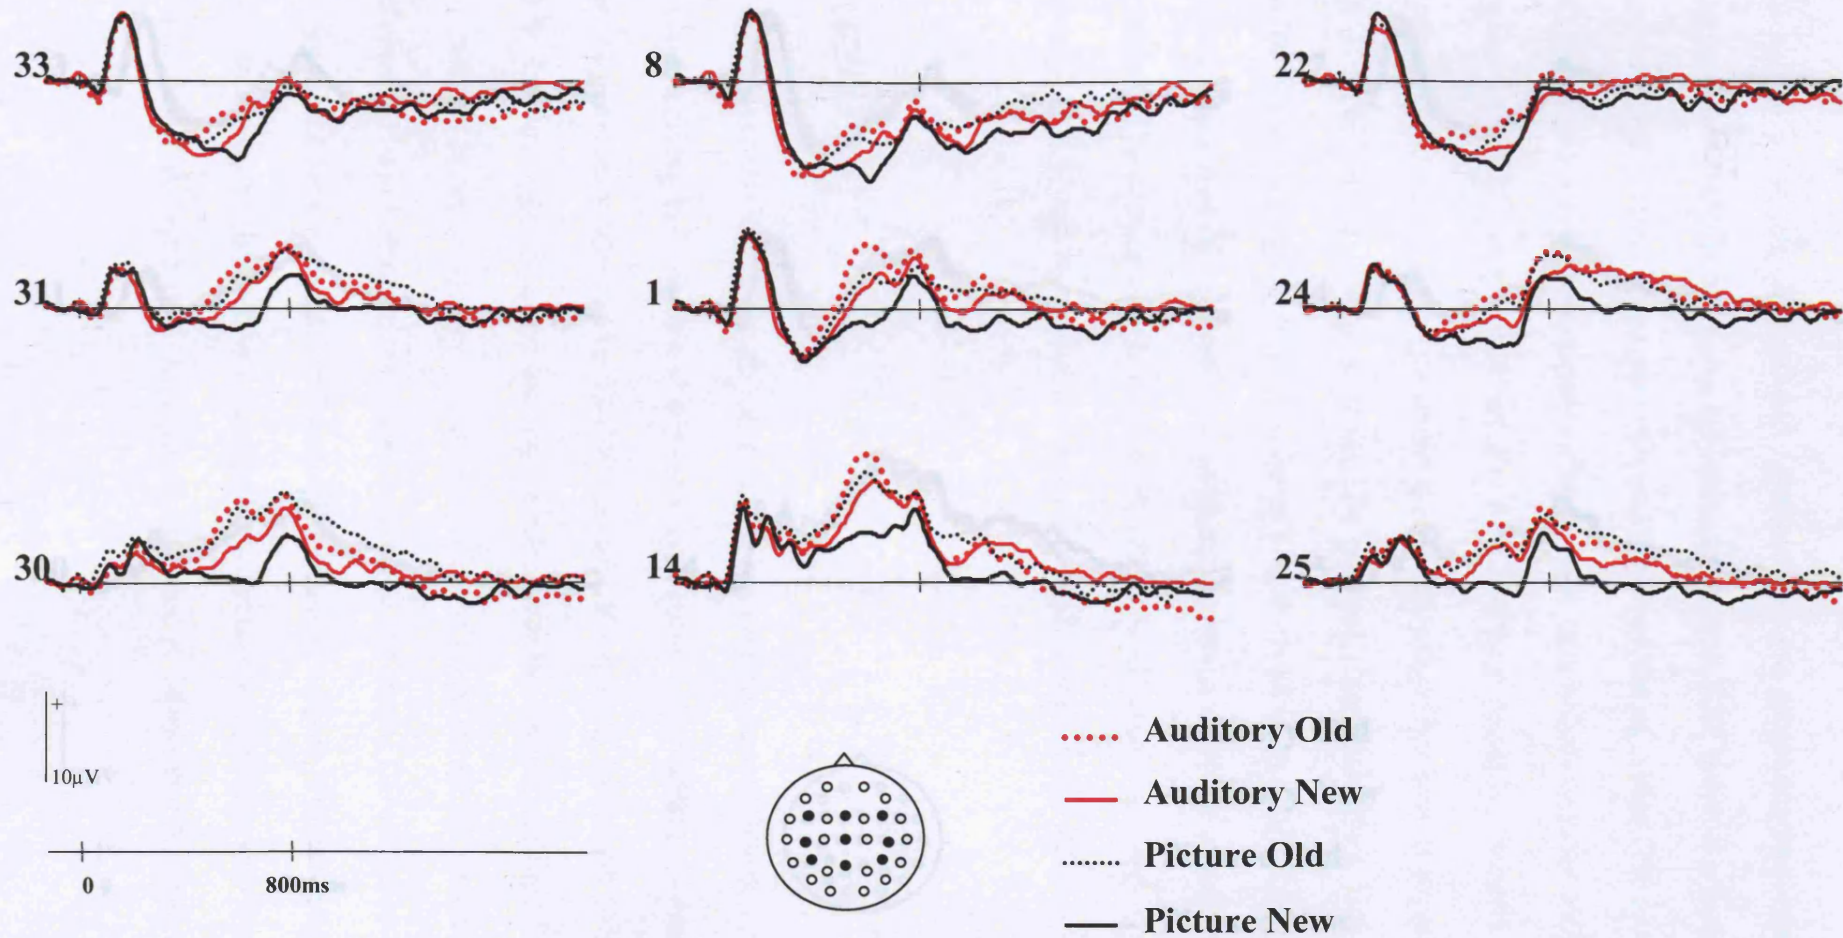 33
8
22
31
1
24
30
14
25
+
10µV
0
800ms
Auditory Old
Auditory New
Picture Old
Picture New